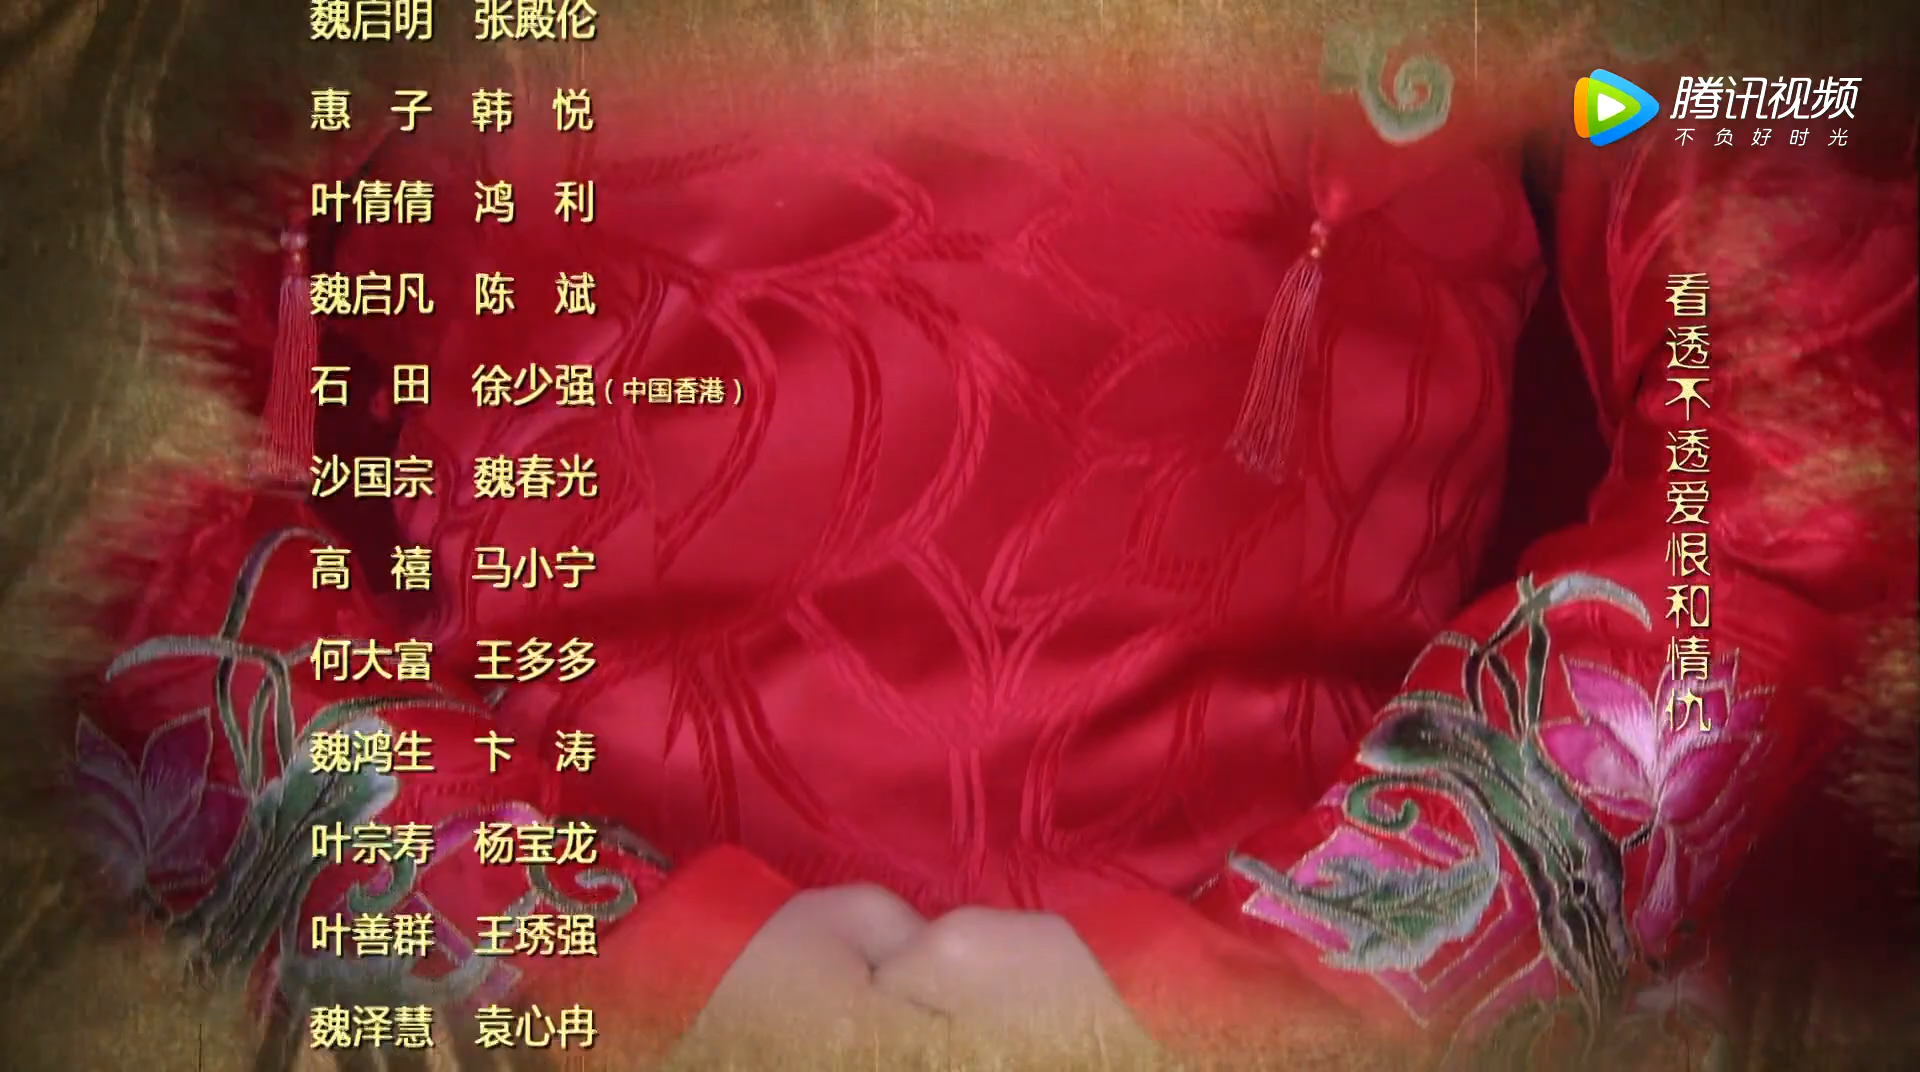 魏启明 张殿伦
惠子 韩悦
叶倩倩 鸿利
魏启凡 陈斌
石田 徐少强(中国香港)
沙国宗 魏春光
高禧 马小宁
何大富 王多多
魏鸿生 卞涛
叶宗寿 杨宝龙
叶善群 王琇强
魏泽慧 袁心冉
腾讯视频
不负好时光
看透不透爱恨和情仇